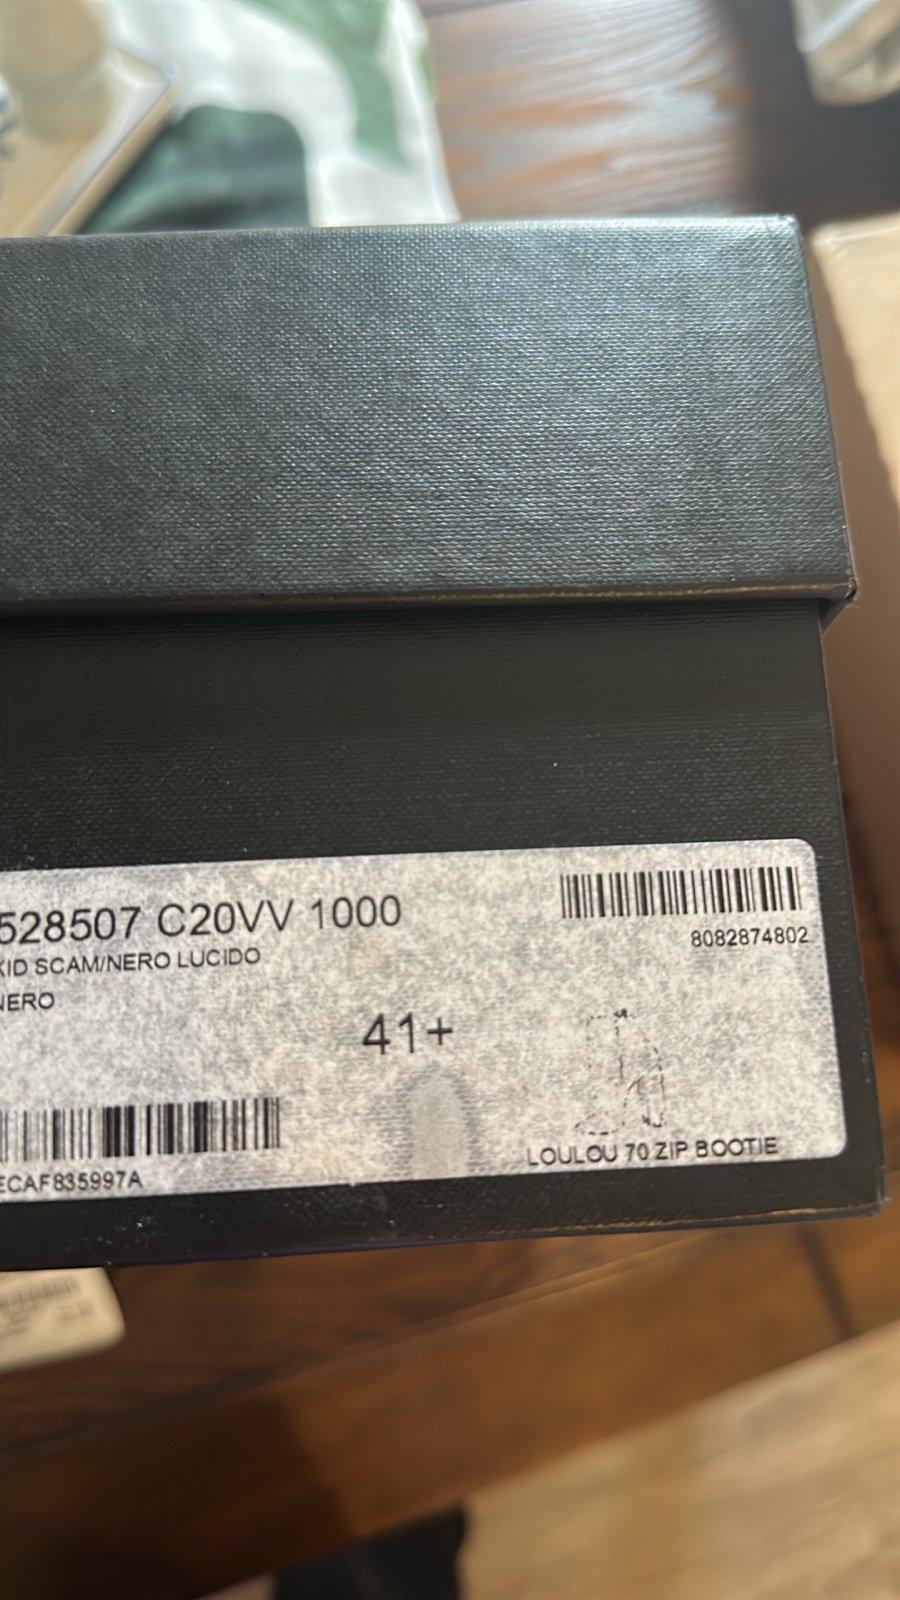 528507 C20VV 1000
KID SCAM/NERO LUCIDO
NERO
8082874802
41+
LOULOU 70 ZIP BOOTIE
ECAF835997A